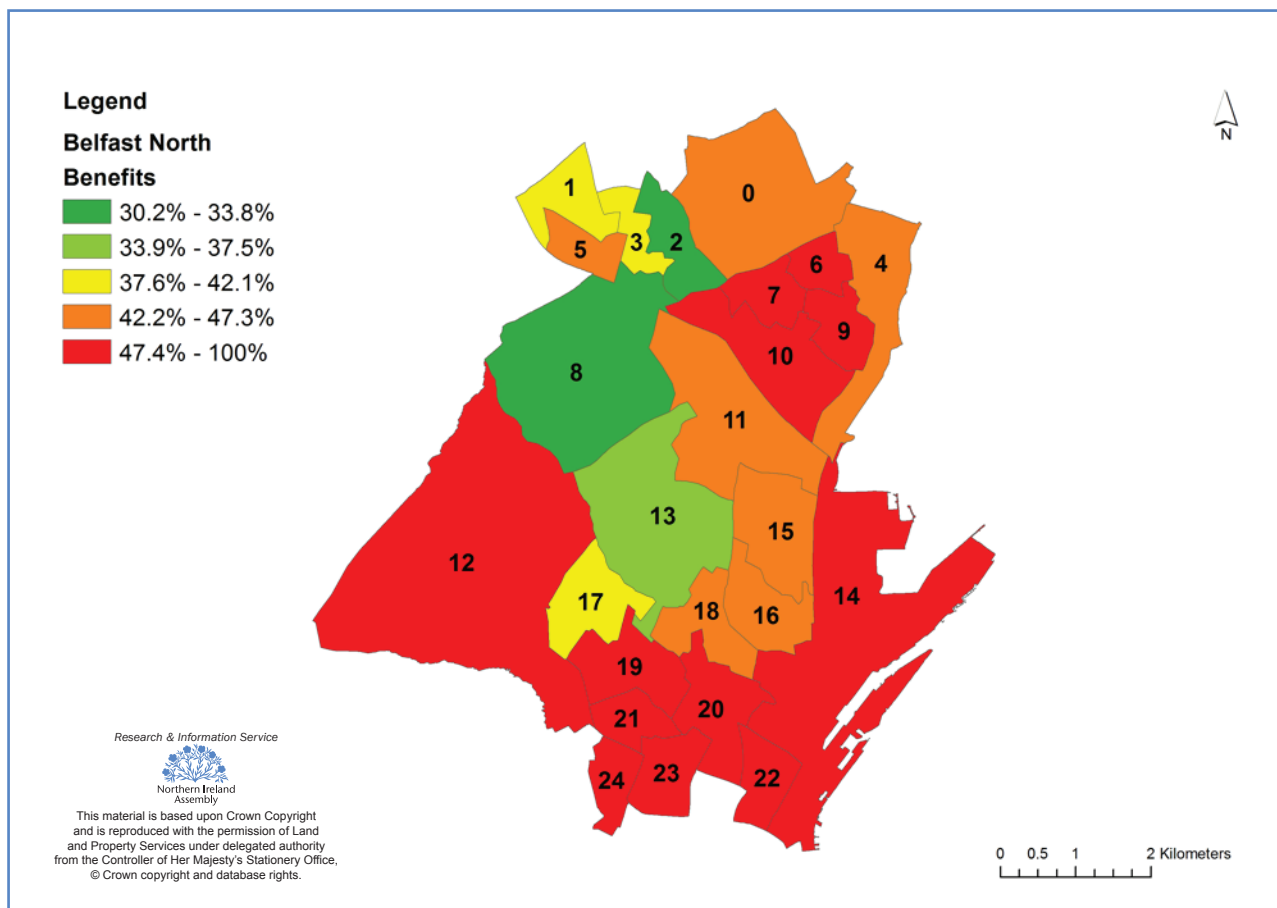 Legend
Belfast North
Benefits
30.2% - 33.8%
33.9% - 37.5%
37.6% - 42.1%
42.2% - 47.3%
47.4% - 100%
N
1
0
3
2
5
4
6
7
9
10
8
11
13
15
12
14
17
18
16
19
20
21
24
23
22
Research & Information Service
Northern Ireland
Assembly
This material is based upon Crown Copyright
and is reproduced with the permission of Land
and Property Services under delegated authority
from the Controller of Her Majesty's Stationery Office,
© Crown copyright and database rights.
0 0.5 1 2 Kilometers